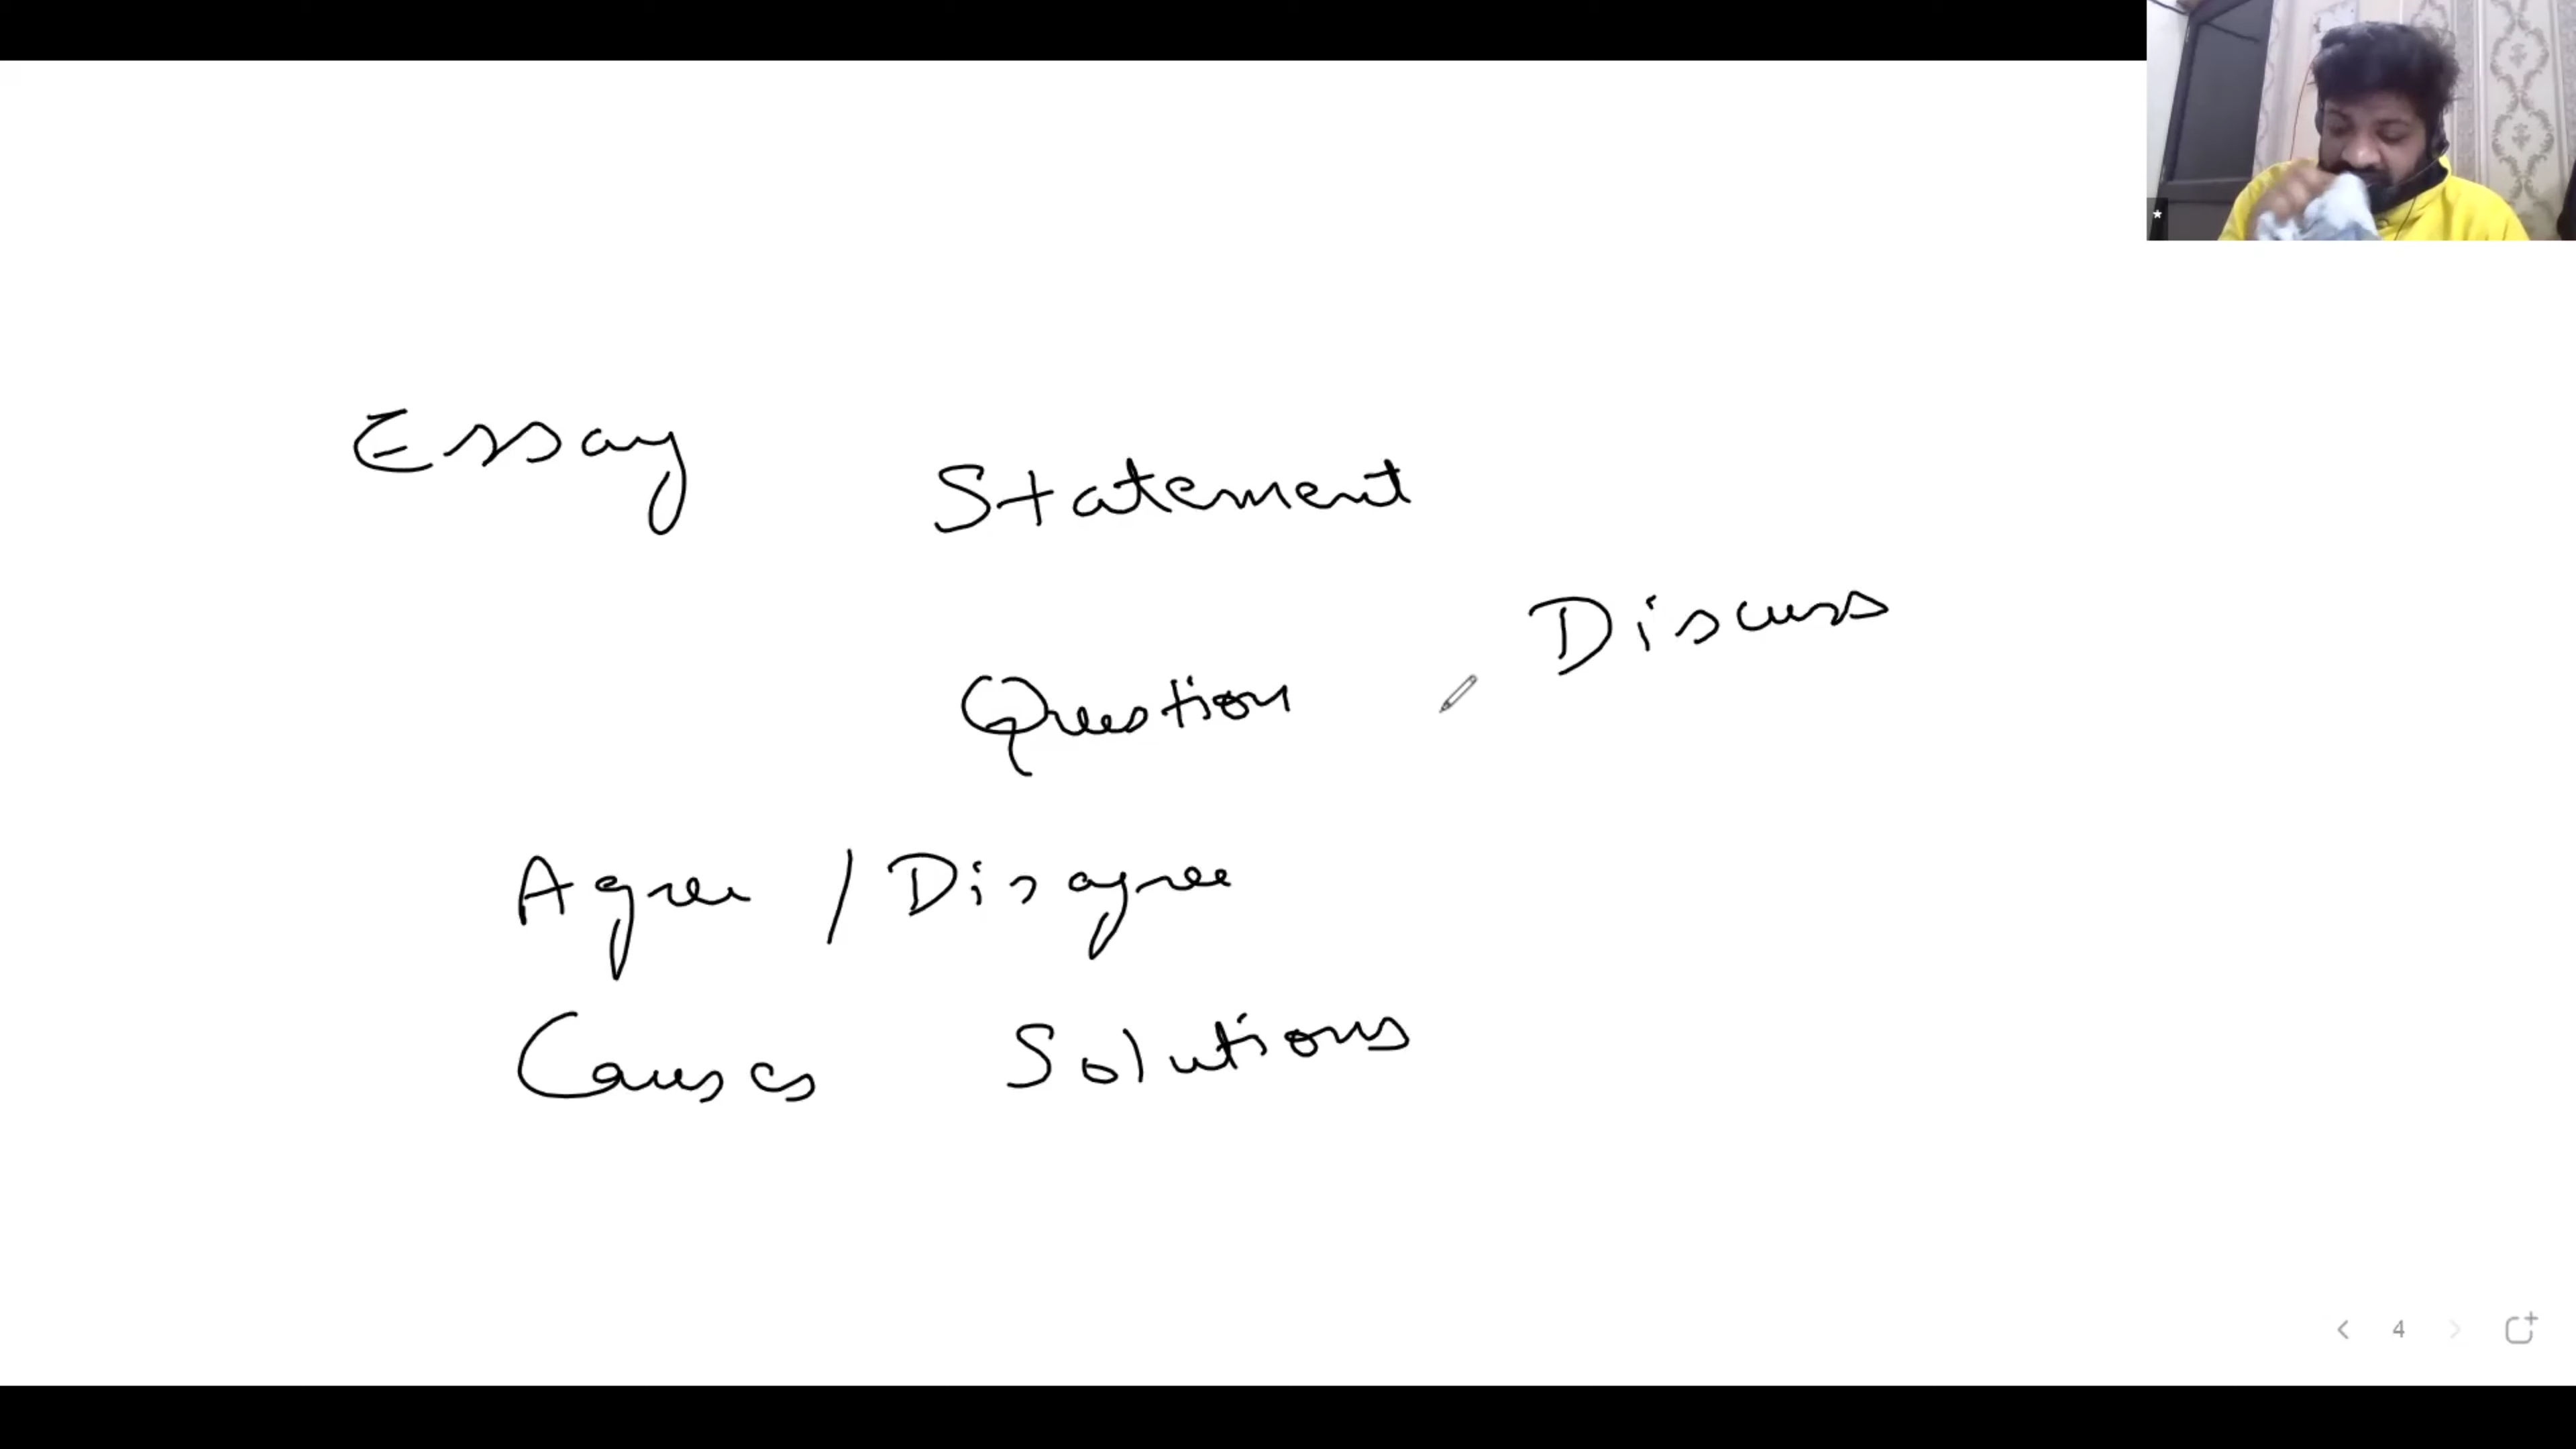 Essay
Statement
Discuss
Question
Agree / Disagree
Causes Solutions
4